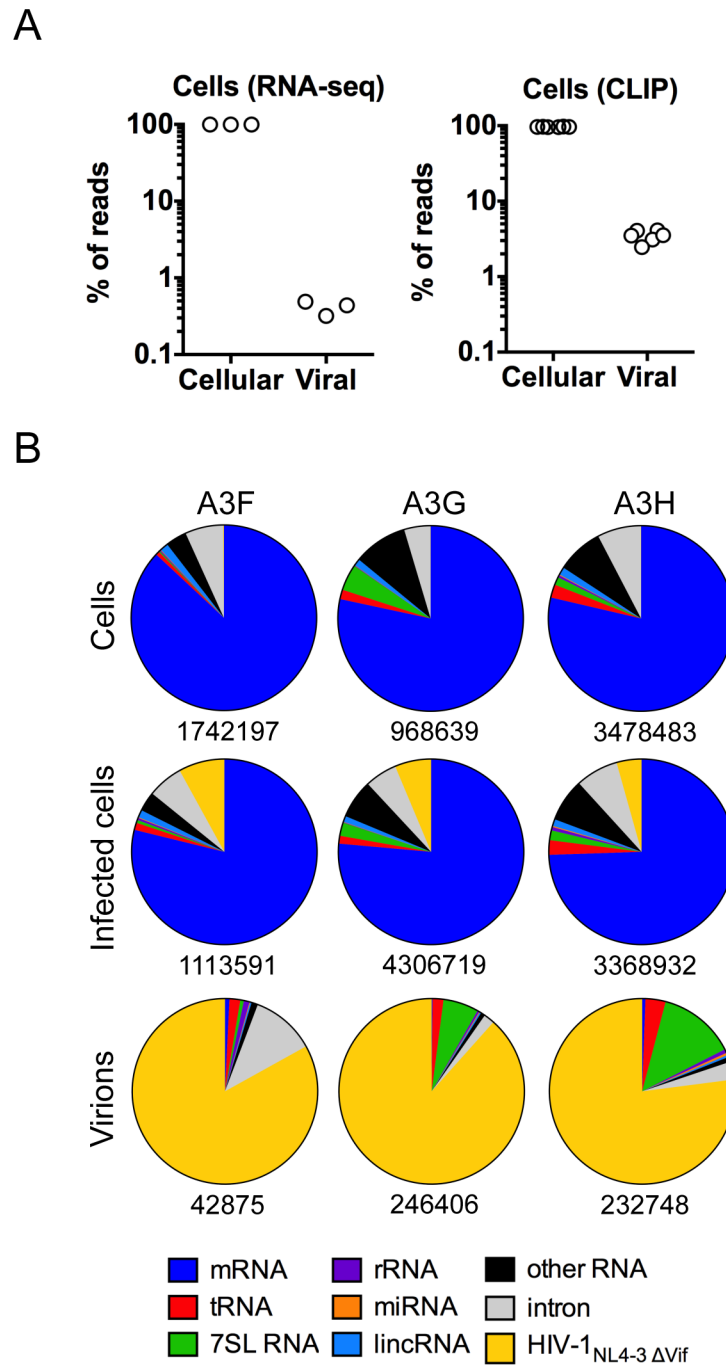 A
Cells (RNA-seq)
% of reads
100
10
1
0.1
Cellular Viral
Cells (CLIP)
% of reads
100
10
1
0.1
Cellular Viral
B
A3F A3G A3H
Cells
1742197 968639 3478483
Infected cells
1113591 4306719 3368932
Virions
42875 246406 232748
mRNA rRNA other RNA
tRNA miRNA intron
7SL RNA lincRNA HIV-1NL4-3 ΔVif